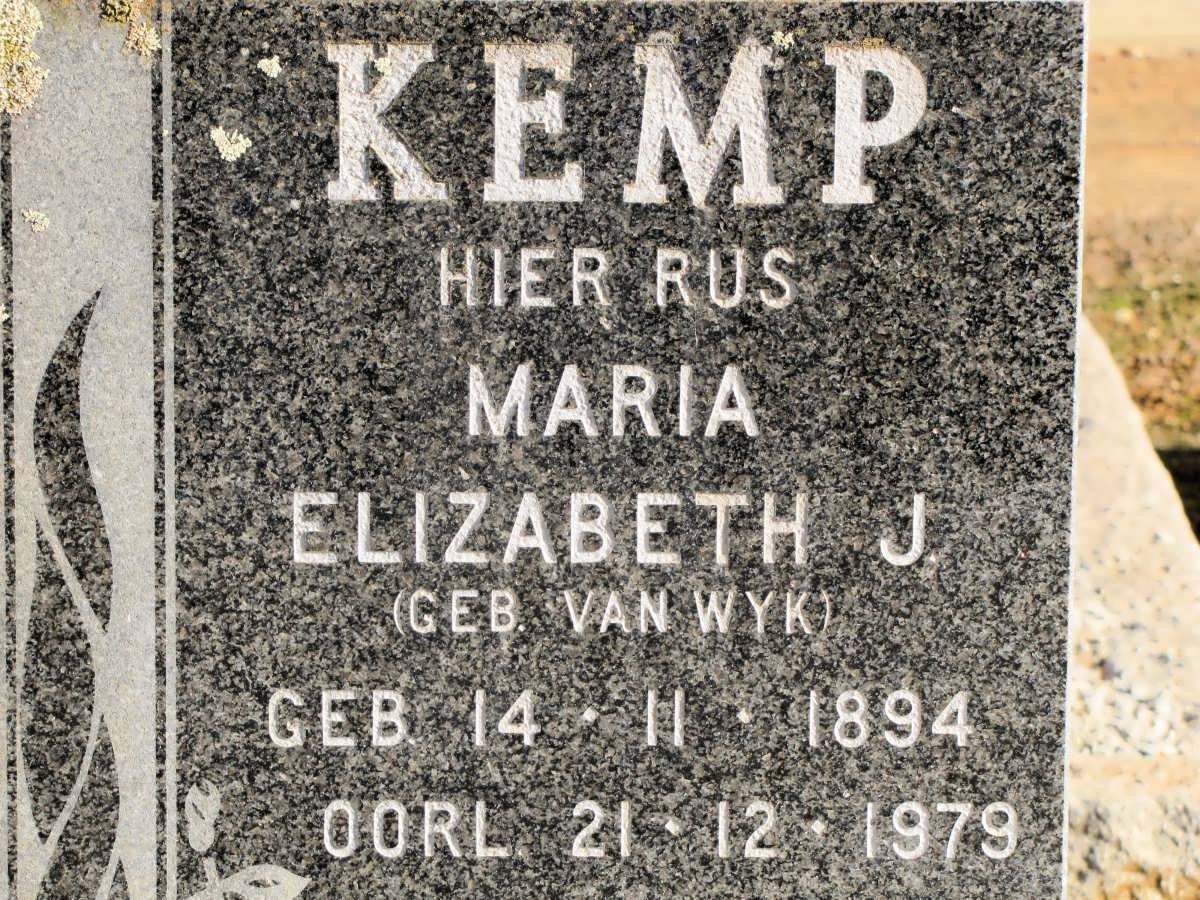 KEMP
HIER RUS
MARIA
ELIZABETH J.
(GEB. VAN WYK)
GEB. 14 · 11 · 1894
OORL. 21 · 12 · 1979